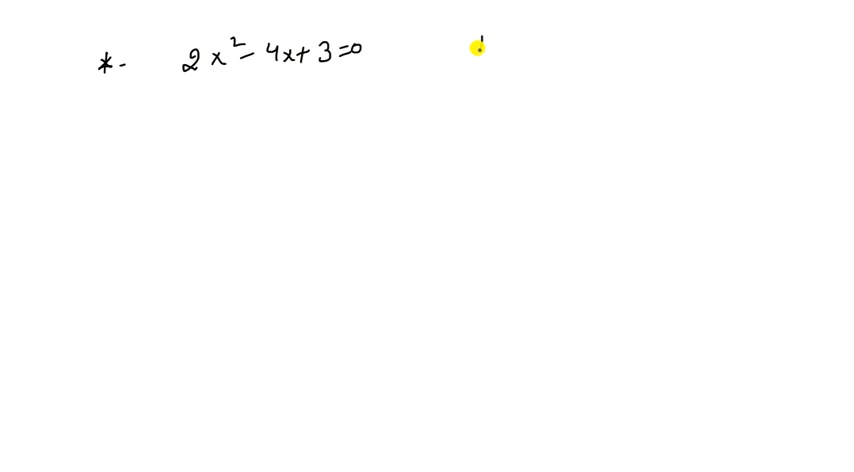 *- 2x² - 4x + 3 = 0